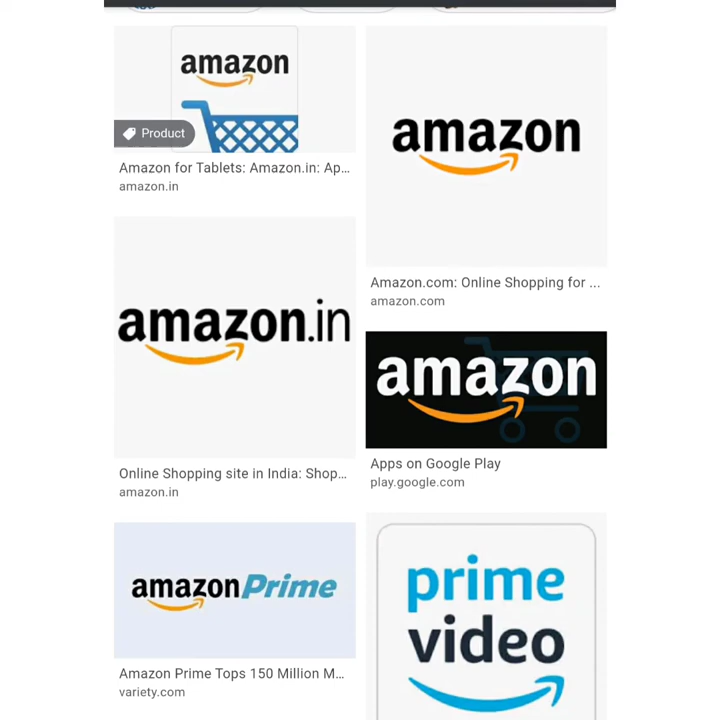 amazon
Product
Amazon for Tablets: Amazon.in: Ap...
amazon.in
amazon
Amazon.com: Online Shopping for ...
amazon.com
amazon.in
Online Shopping site in India: Shop...
amazon.in
amazon
Apps on Google Play
play.google.com
amazonPrime
Amazon Prime Tops 150 Million M...
variety.com
prime
video